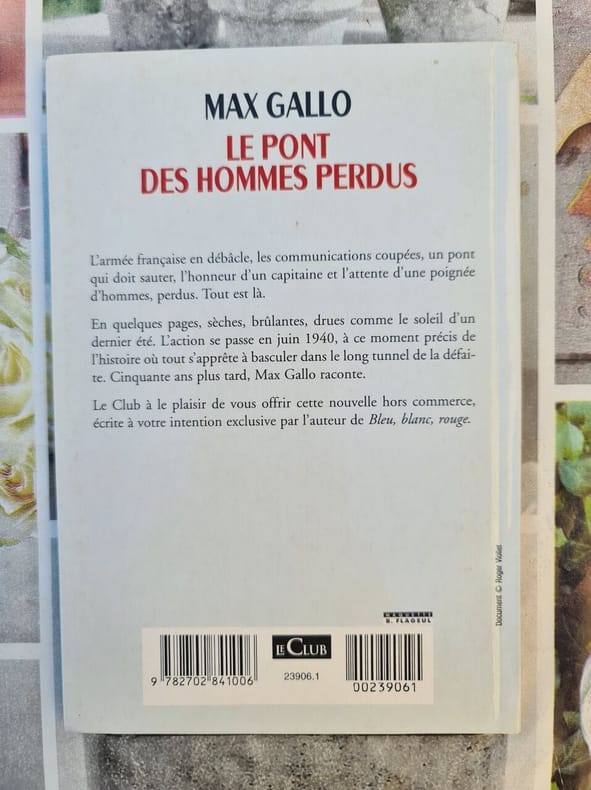 MAX GALLO
LE PONT
DES HOMMES PERDUS
L'armée française en débâcle, les communications coupées, un pont
qui doit sauter, l'honneur d'un capitaine et l'attente d'une poignée
d'hommes, perdus. Tout est là.
En quelques pages, sèches, brûlantes, drues comme le soleil d'un
dernier été. L'action se passe en juin 1940, à ce moment précis de
l'histoire où tout s'apprête à basculer dans le long tunnel de la défai-
te. Cinquante ans plus tard, Max Gallo raconte.
Le Club à le plaisir de vous offrir cette nouvelle hors commerce,
écrite à votre intention exclusive par l'auteur de Bleu, blanc, rouge.
Document © Roger Viollet
MAQUETTE
B. FLAGEUL
LE CLUB
9 782702 841006
23906.1
00239061